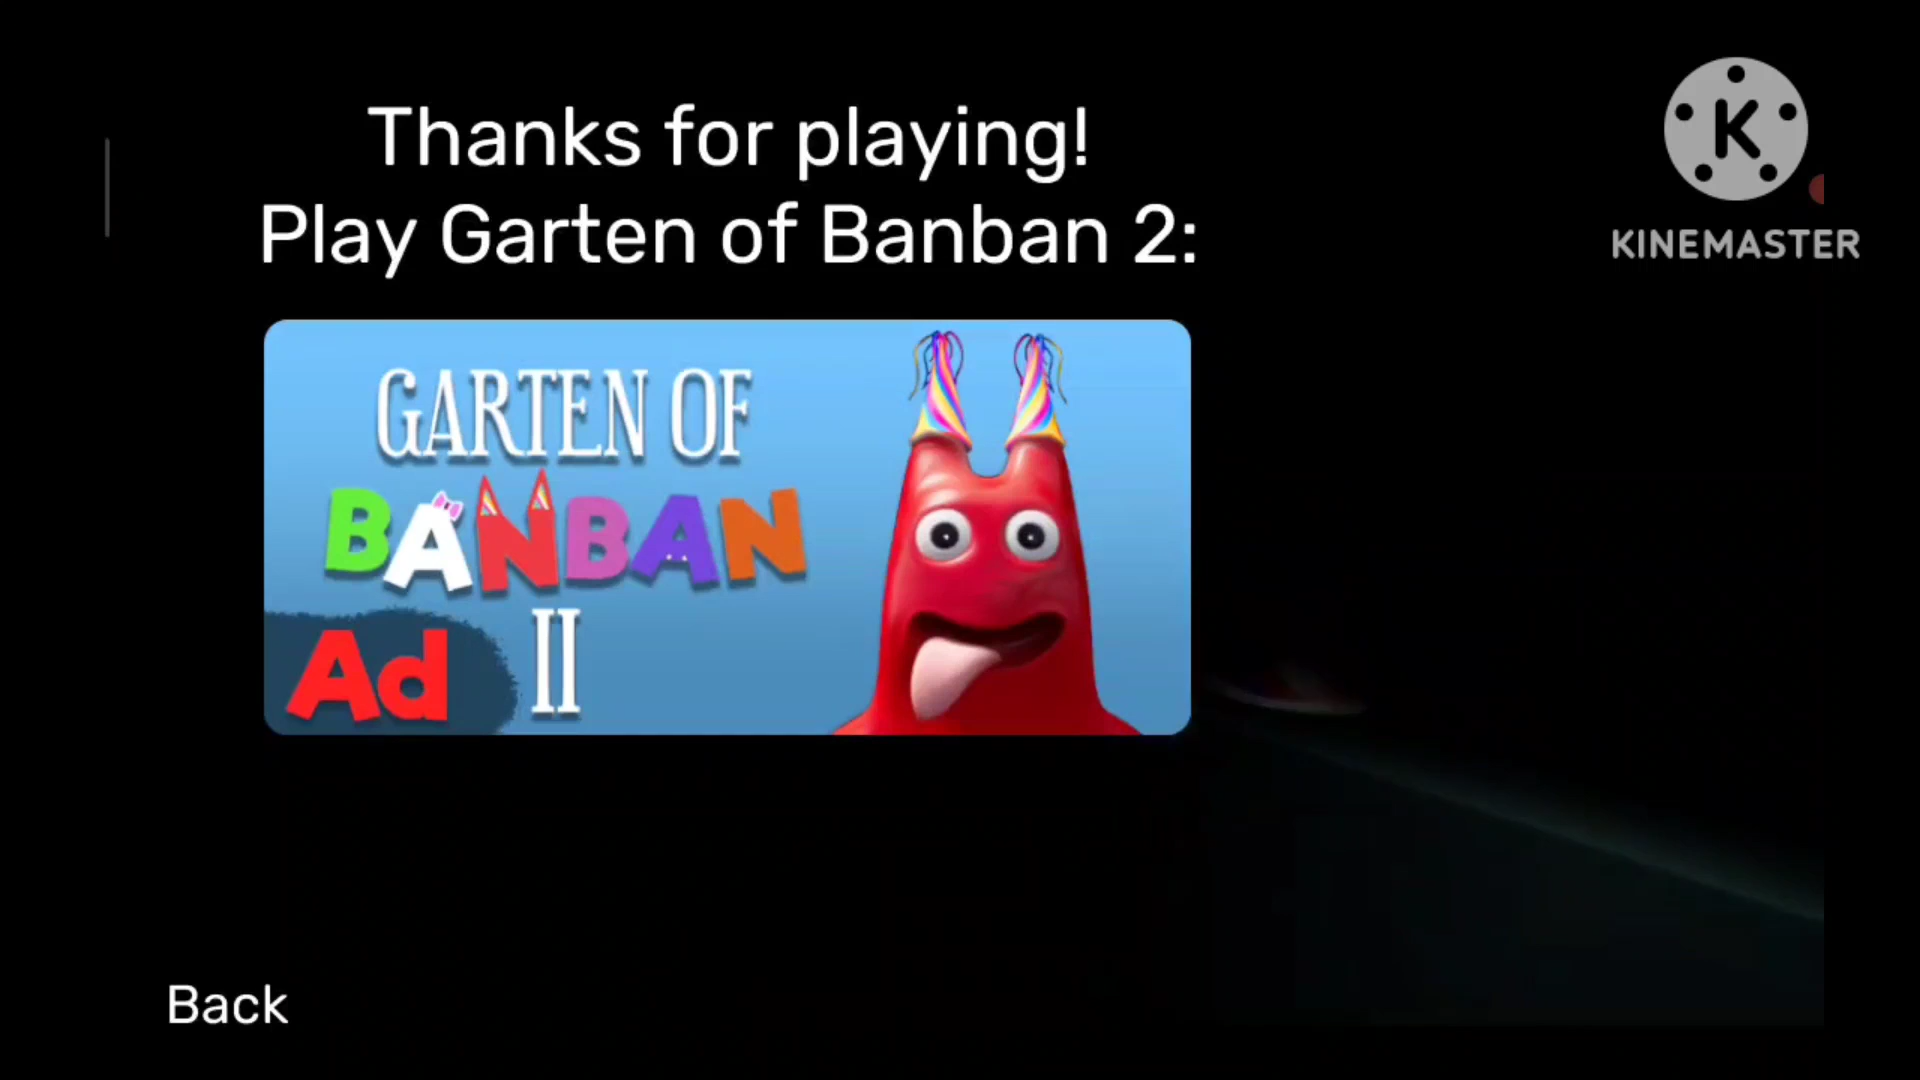 Thanks for playing!
Play Garten of Banban 2:
K
KINEMASTER
GARTEN OF
BANBAN
II
Ad
Back